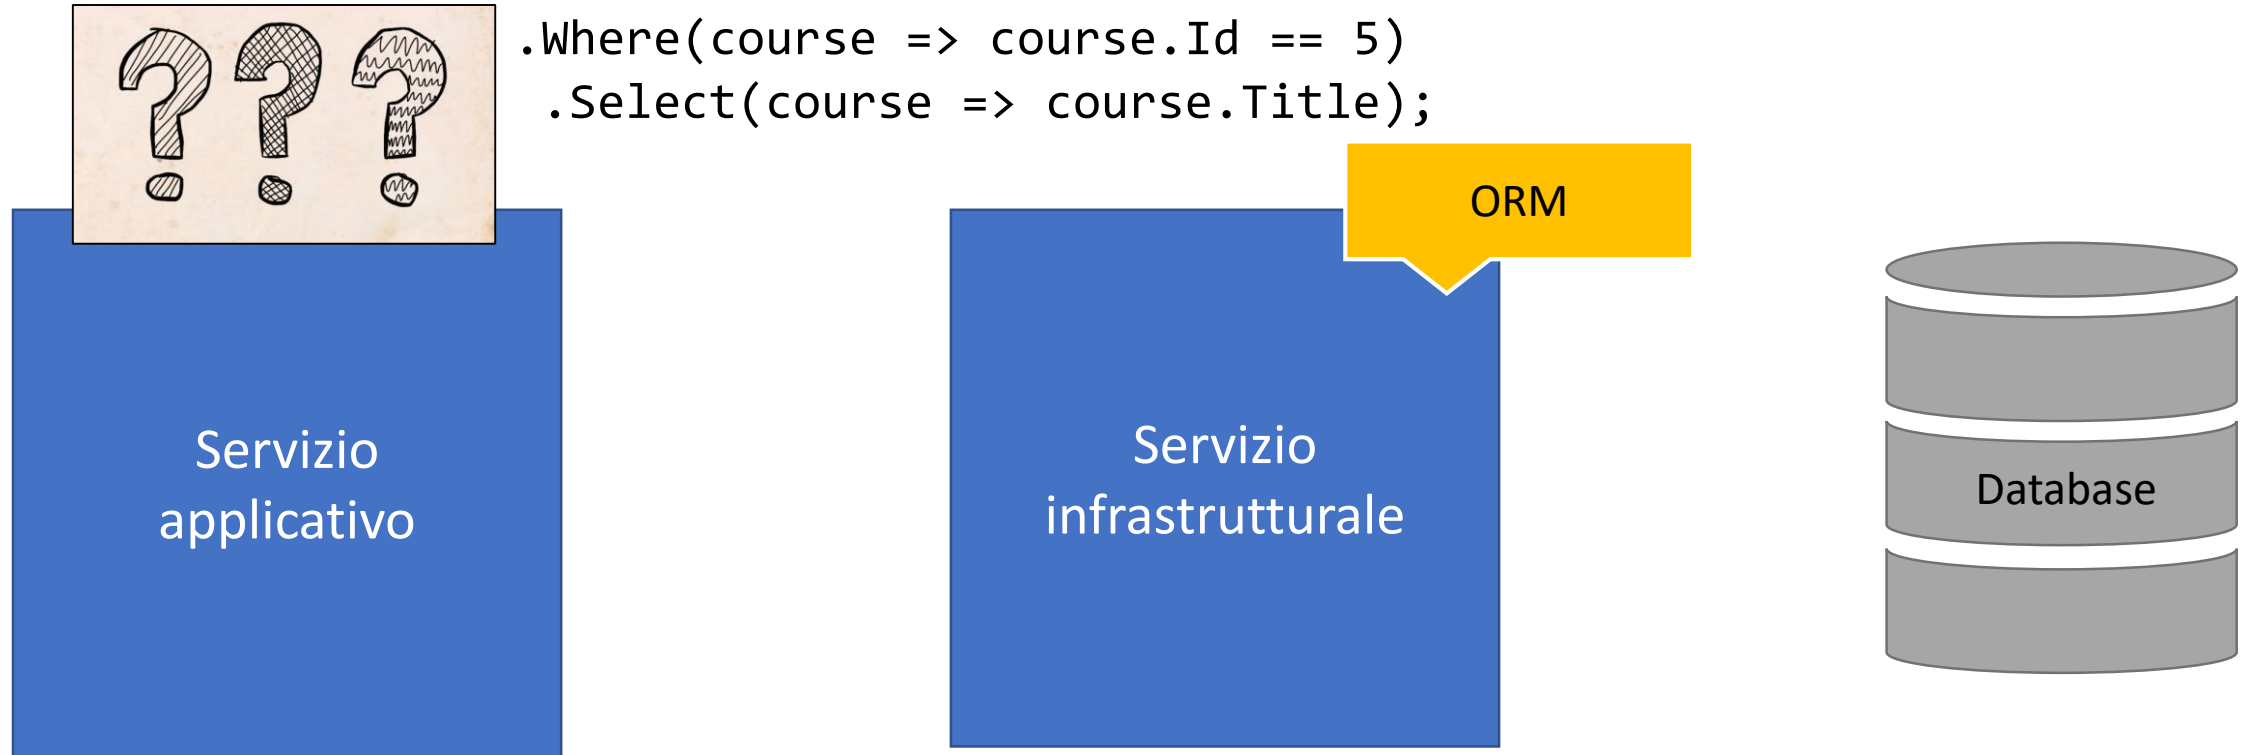 ???
.Where(course => course.Id == 5)
.Select(course => course.Title);
ORM
Servizio
applicativo
Servizio
infrastrutturale
Database